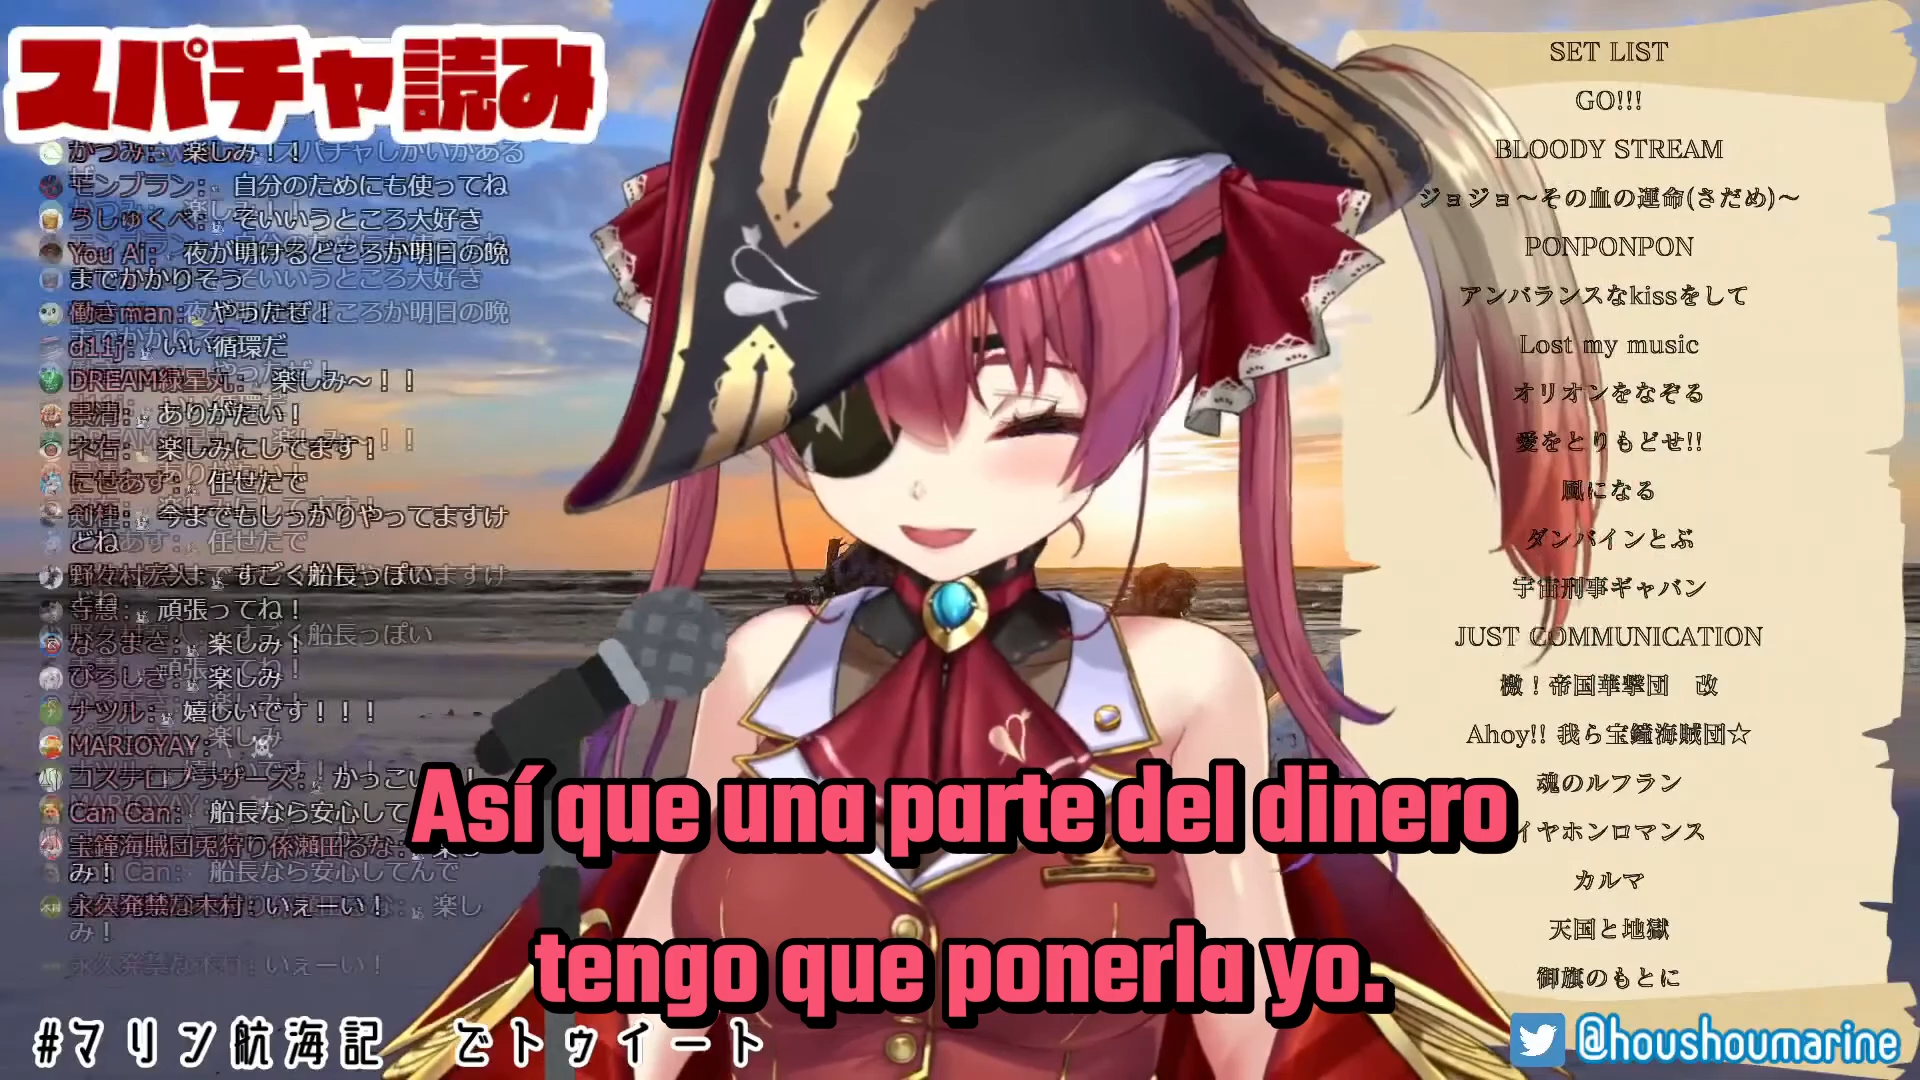 スパチャ読み
かつみ: 楽しみ！！
モンブラン: 自分のためにも使ってね
うしゅくべ: そいいうところ大好き
You Ai: 夜が明けるどころか明日の晩
までかかりそう
働きman: やったぜ！
d11j: いい循環だ
DREAM緑星丸: 楽しみ〜！！
景清: ありがたい！
ネ右: 楽しみにしてます！
にせあす: 任せたで
今までもしっかりやってますけ
どね
すごく船長っぽい
寺慧: 頑張ってね！
なるまさ: 楽しみ！
ぴろしき: 楽しみ
ナツル: 嬉しいです！！！
MARIOYAY:
コステロブラザーズ: かっこい
Can Can: 船長なら安心して
宝鐘海賊団兎狩り係瀬田るな: 楽し
み！
永久発禁な木村: いぇーい！
#マリン航海記 でトゥイート
SET LIST
GO!!!
BLOODY STREAM
ジョジョ〜その血の運命(さだめ)〜
PONPONPON
アンバランスなkissをして
Lost my music
オリオンをなぞる
愛をとりもどせ!!
風になる
ダンバインとぶ
宇宙刑事ギャバン
JUST COMMUNICATION
檄！帝国華撃団　改
Ahoy!! 我ら宝鐘海賊団☆
魂のルフラン
イヤホンロマンス
カルマ
天国と地獄
御旗のもとに
Así que una parte del dinero
tengo que ponerla yo.
@houshoumarine